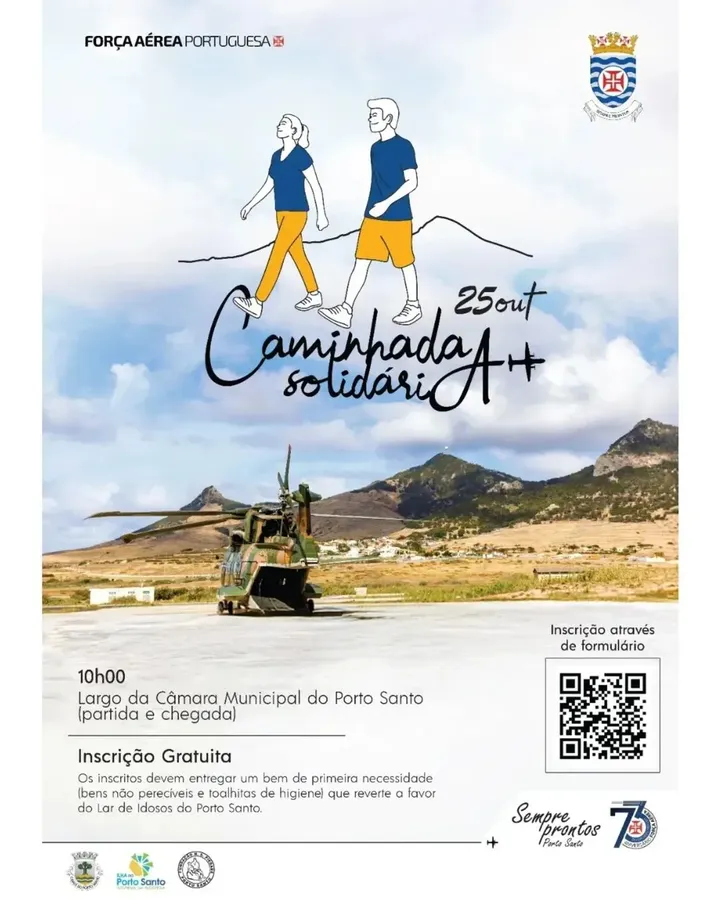 FORÇA AÉREA PORTUGUESA
25out
Caminhada
solidáriA
10h00
Largo da Câmara Municipal do Porto Santo
(partida e chegada)
Inscrição Gratuita
Os inscritos devem entregar um bem de primeira necessidade
(bens não perecíveis e toalhitas de higiene) que reverte a favor
do Lar de Idosos do Porto Santo.
Inscrição através
de formulário
Sempre
prontos
Porto Santo
73
Porto Santo